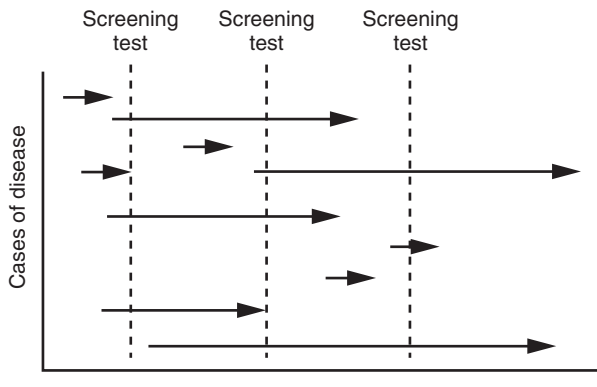 Screening
test
Screening
test
Screening
test
Cases of disease